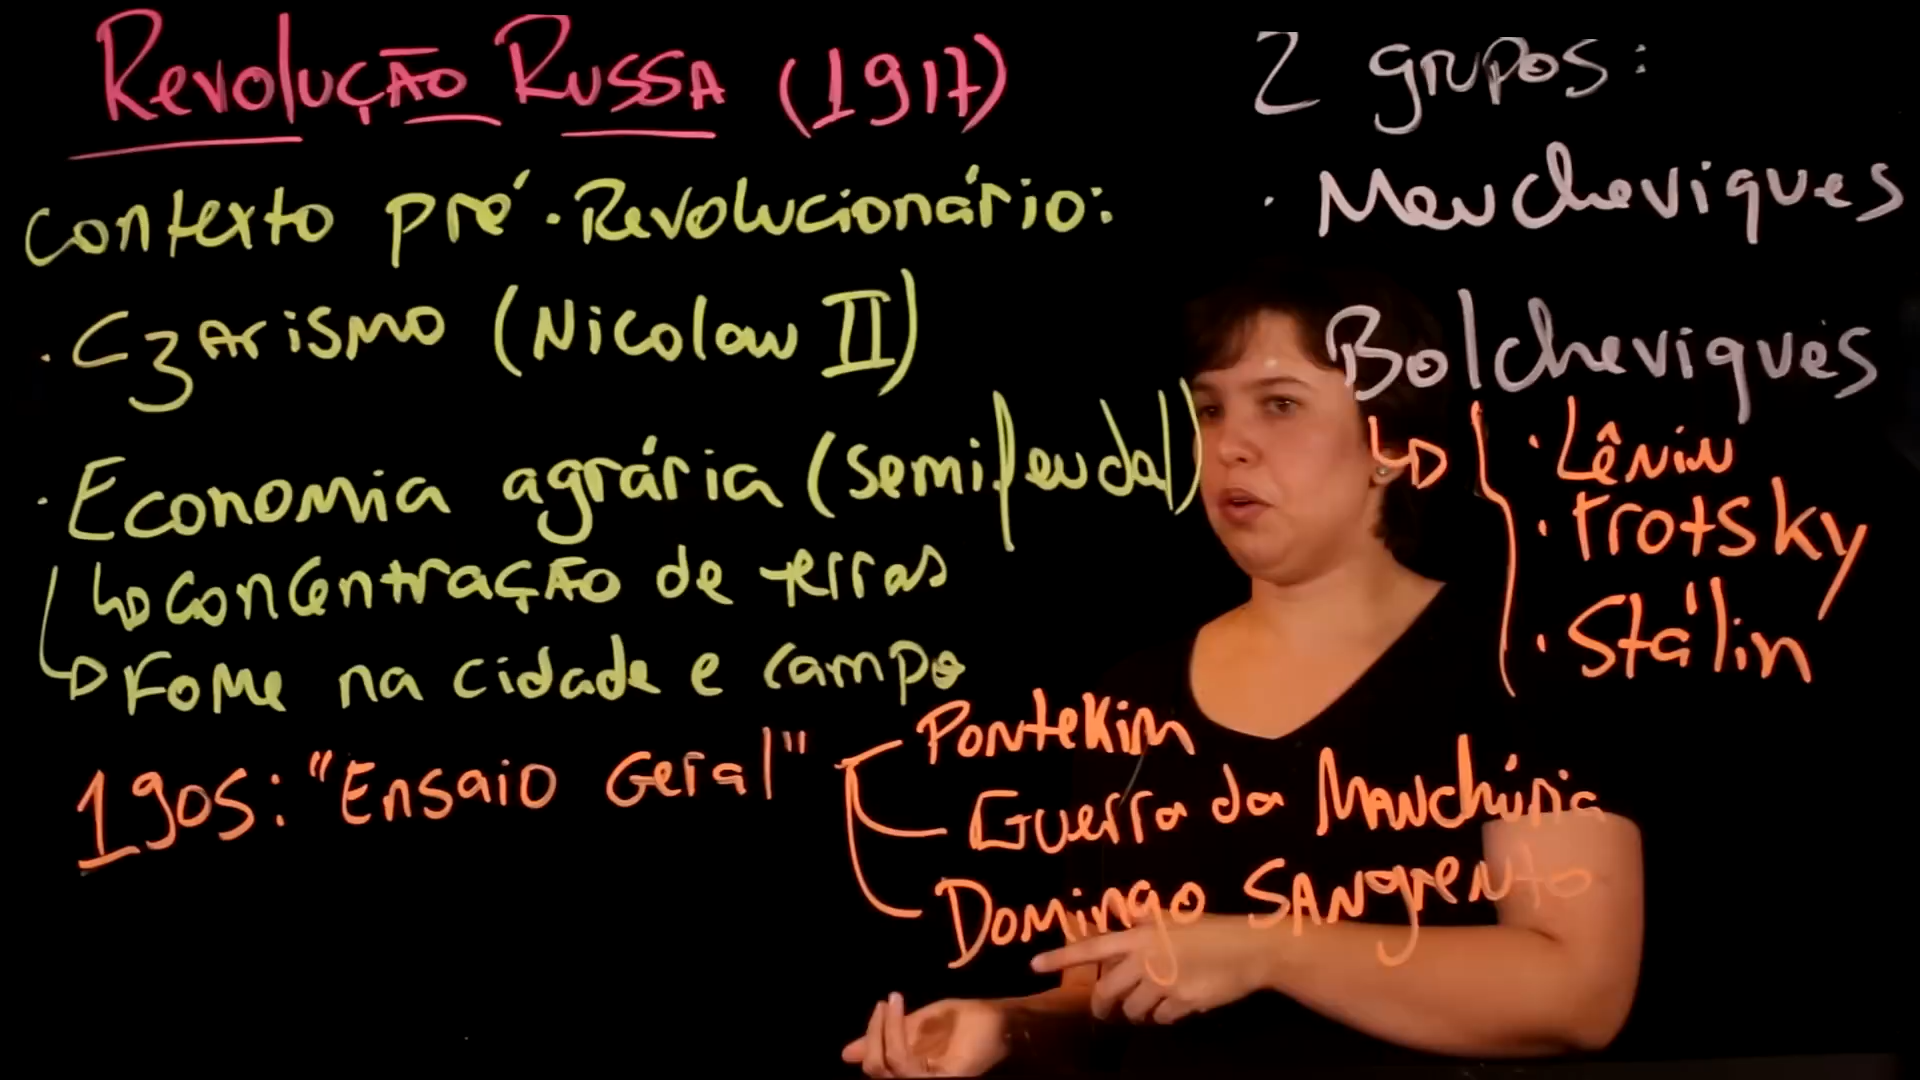 Revolução Russa (1917)
Contexto pré-Revolucionário:
· Czarismo (Nicolau II)
· Economia agrária (semifeudal)
↳ concentração de terras
↳ Fome na cidade e campo
1905: "Ensaio Geral"
Pontekim
Guerra da Manchúria
Domingo Sangrento
2 grupos:
· Mencheviques
Bolcheviques
↳
· Lênin
· Trotsky
· Stálin